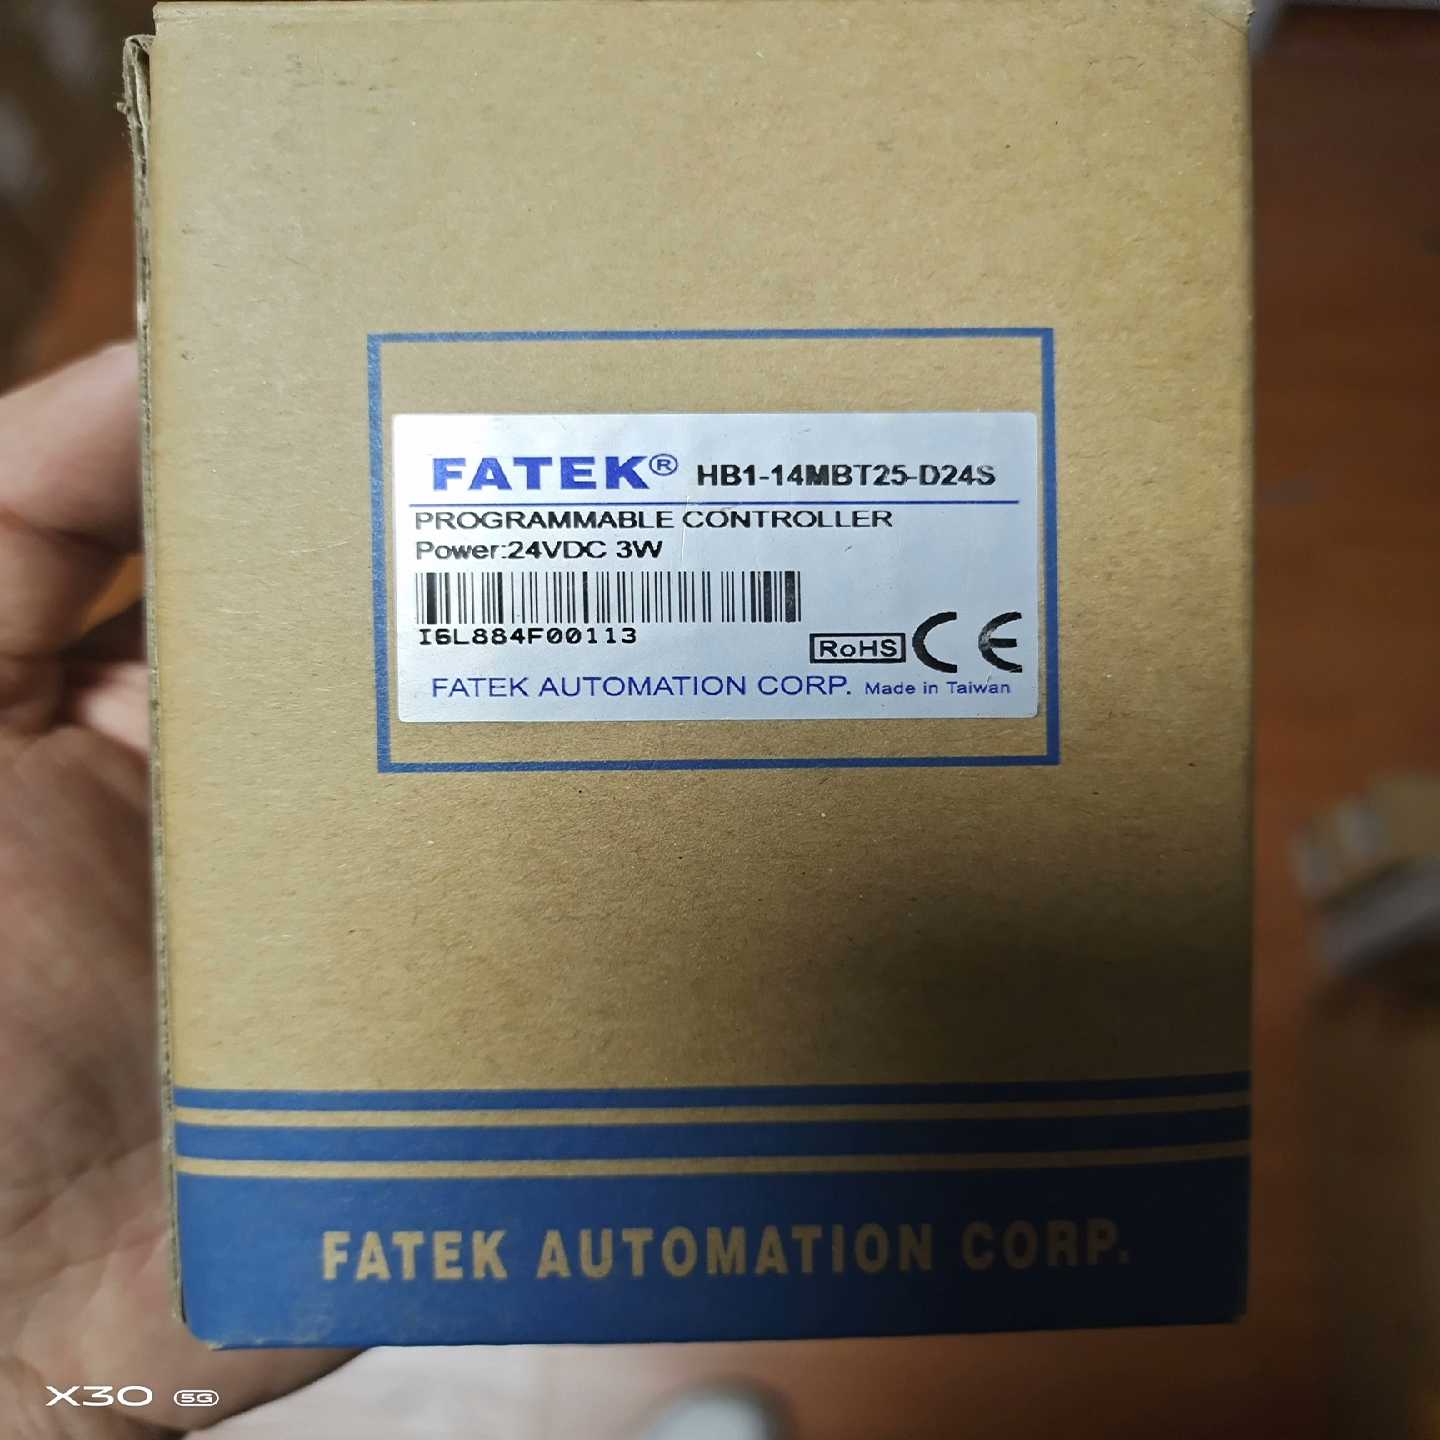 FATEK® HB1-14MBT25-D24S
PROGRAMMABLE CONTROLLER
Power:24VDC 3W
I6L884F00113
RoHS CE
FATEK AUTOMATION CORP. Made in Taiwan
FATEK AUTOMATION CORP.
X30 5G